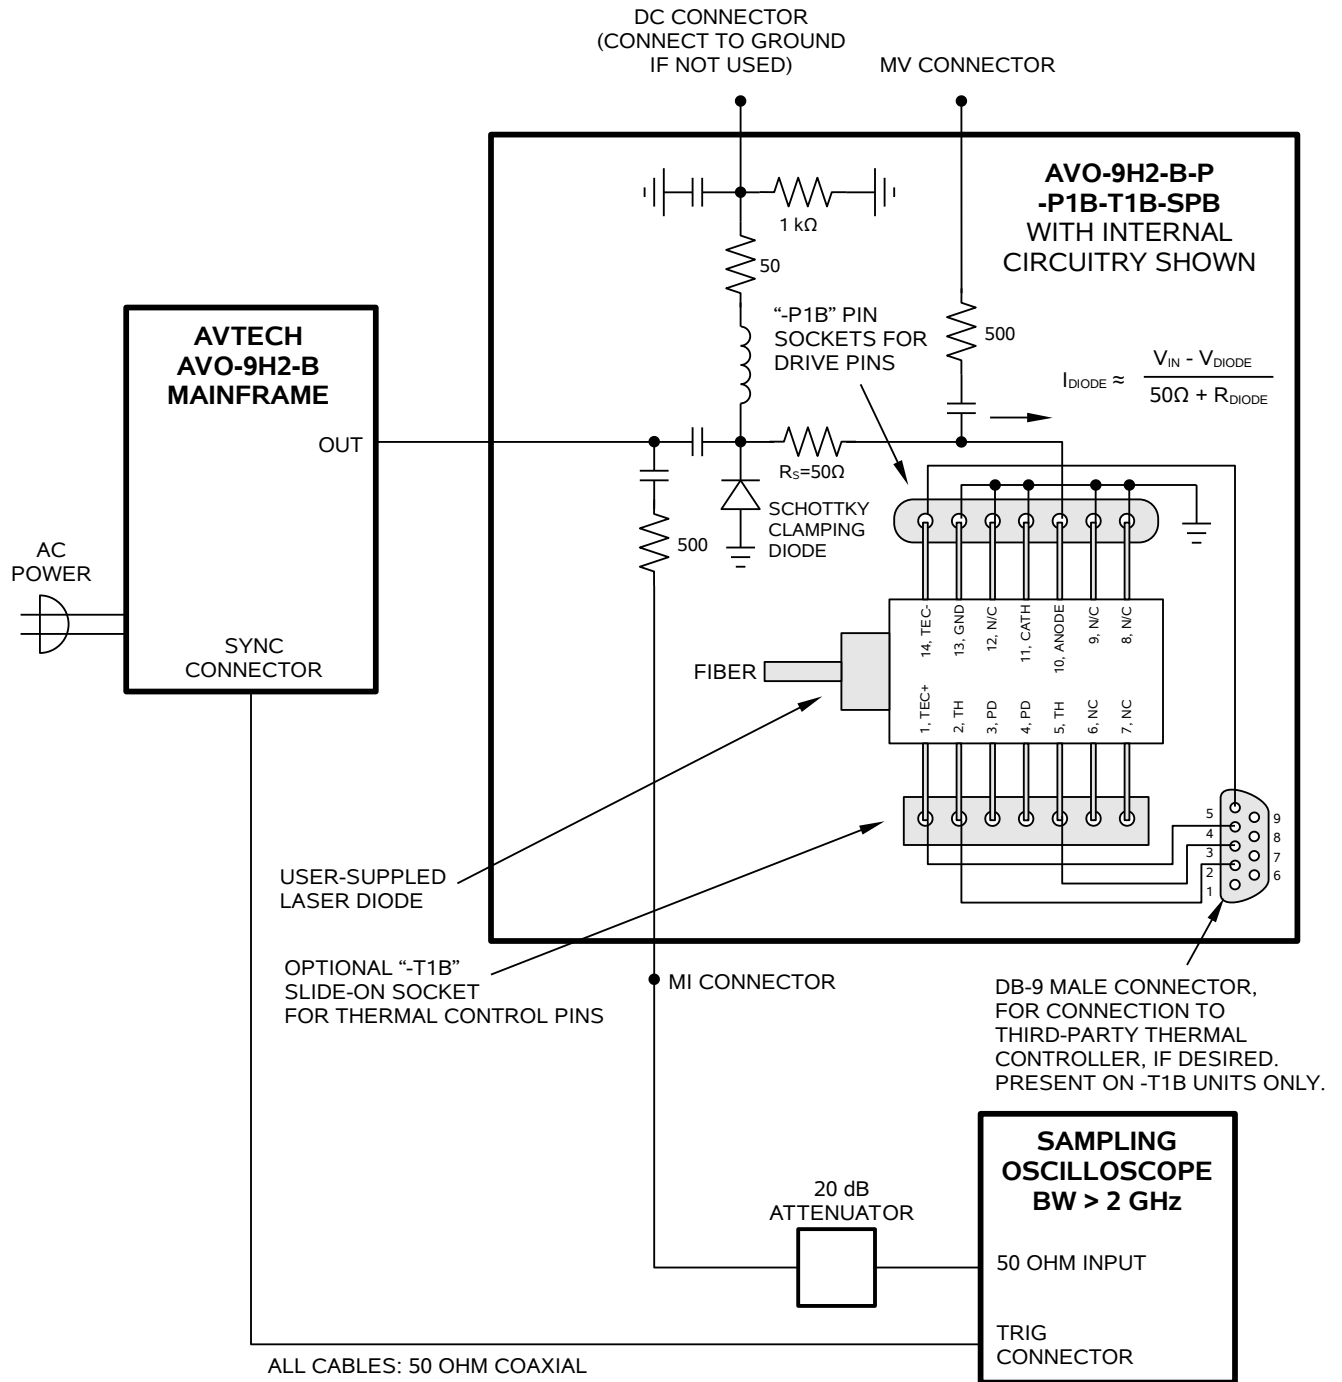 DC CONNECTOR
(CONNECT TO GROUND
IF NOT USED)
MV CONNECTOR
AVO-9H2-B-P
-P1B-T1B-SPB
WITH INTERNAL
CIRCUITRY SHOWN
1 kΩ
50
500
"-P1B" PIN
SOCKETS FOR
DRIVE PINS
I_DIODE ≈ V_IN - V_DIODE
50Ω + R_DIODE
AVTECH
AVO-9H2-B
MAINFRAME
OUT
R_S=50Ω
SCHOTTKY
CLAMPING
DIODE
500
AC
POWER
SYNC
CONNECTOR
14, TEC-
13, GND
12, N/C
11, CATH
10, ANODE
9, N/C
8, N/C
FIBER
1, TEC+
2, TH
3, PD
4, PD
5, TH
6, NC
7, NC
5
4
3
2
1
9
8
7
6
USER-SUPPLED
LASER DIODE
OPTIONAL "-T1B"
SLIDE-ON SOCKET
FOR THERMAL CONTROL PINS
MI CONNECTOR
DB-9 MALE CONNECTOR,
FOR CONNECTION TO
THIRD-PARTY THERMAL
CONTROLLER, IF DESIRED.
PRESENT ON -T1B UNITS ONLY.
SAMPLING
OSCILLOSCOPE
BW > 2 GHz
20 dB
ATTENUATOR
50 OHM INPUT
TRIG
CONNECTOR
ALL CABLES: 50 OHM COAXIAL